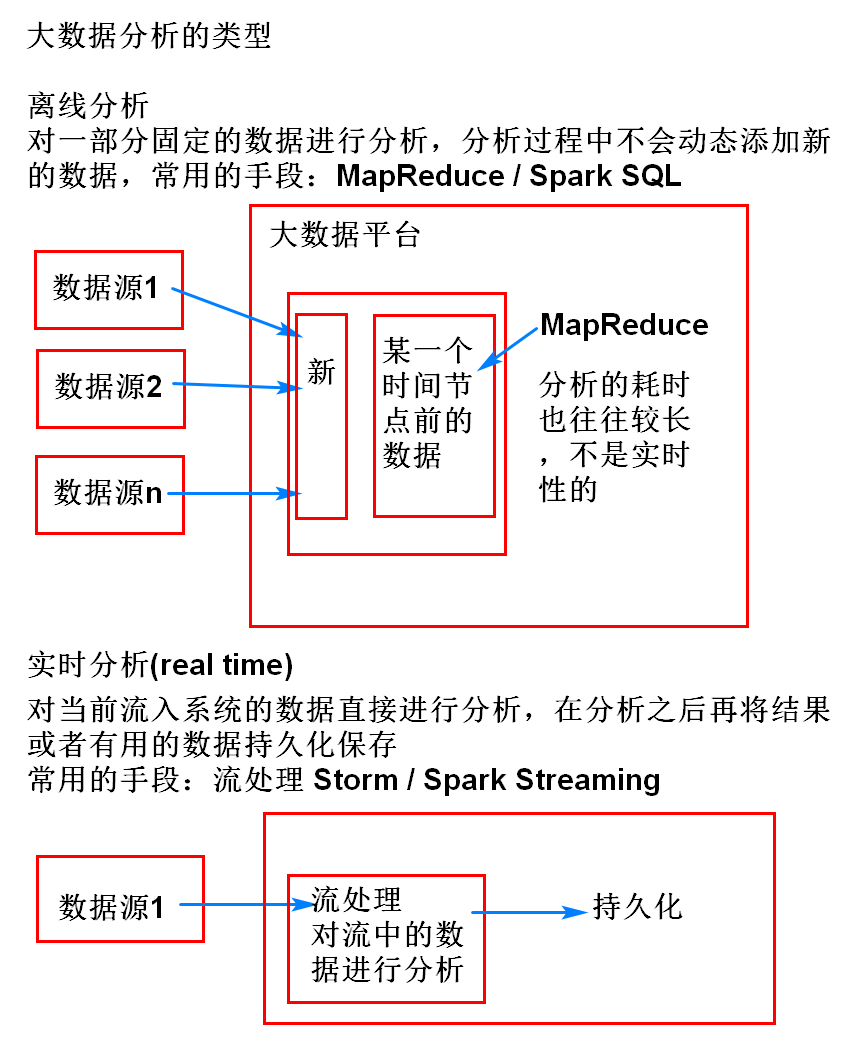 大数据分析的类型
离线分析
对一部分固定的数据进行分析，分析过程中不会动态添加新
的数据，常用的手段：MapReduce / Spark SQL
大数据平台
数据源1
数据源2
数据源n
新
某一个
时间节
点前的
数据
MapReduce
分析的耗时
也往往较长
，不是实时
性的
实时分析(real time)
对当前流入系统的数据直接进行分析，在分析之后再将结果
或者有用的数据持久化保存
常用的手段：流处理 Storm / Spark Streaming
数据源1
流处理
对流中的数
据进行分析
持久化